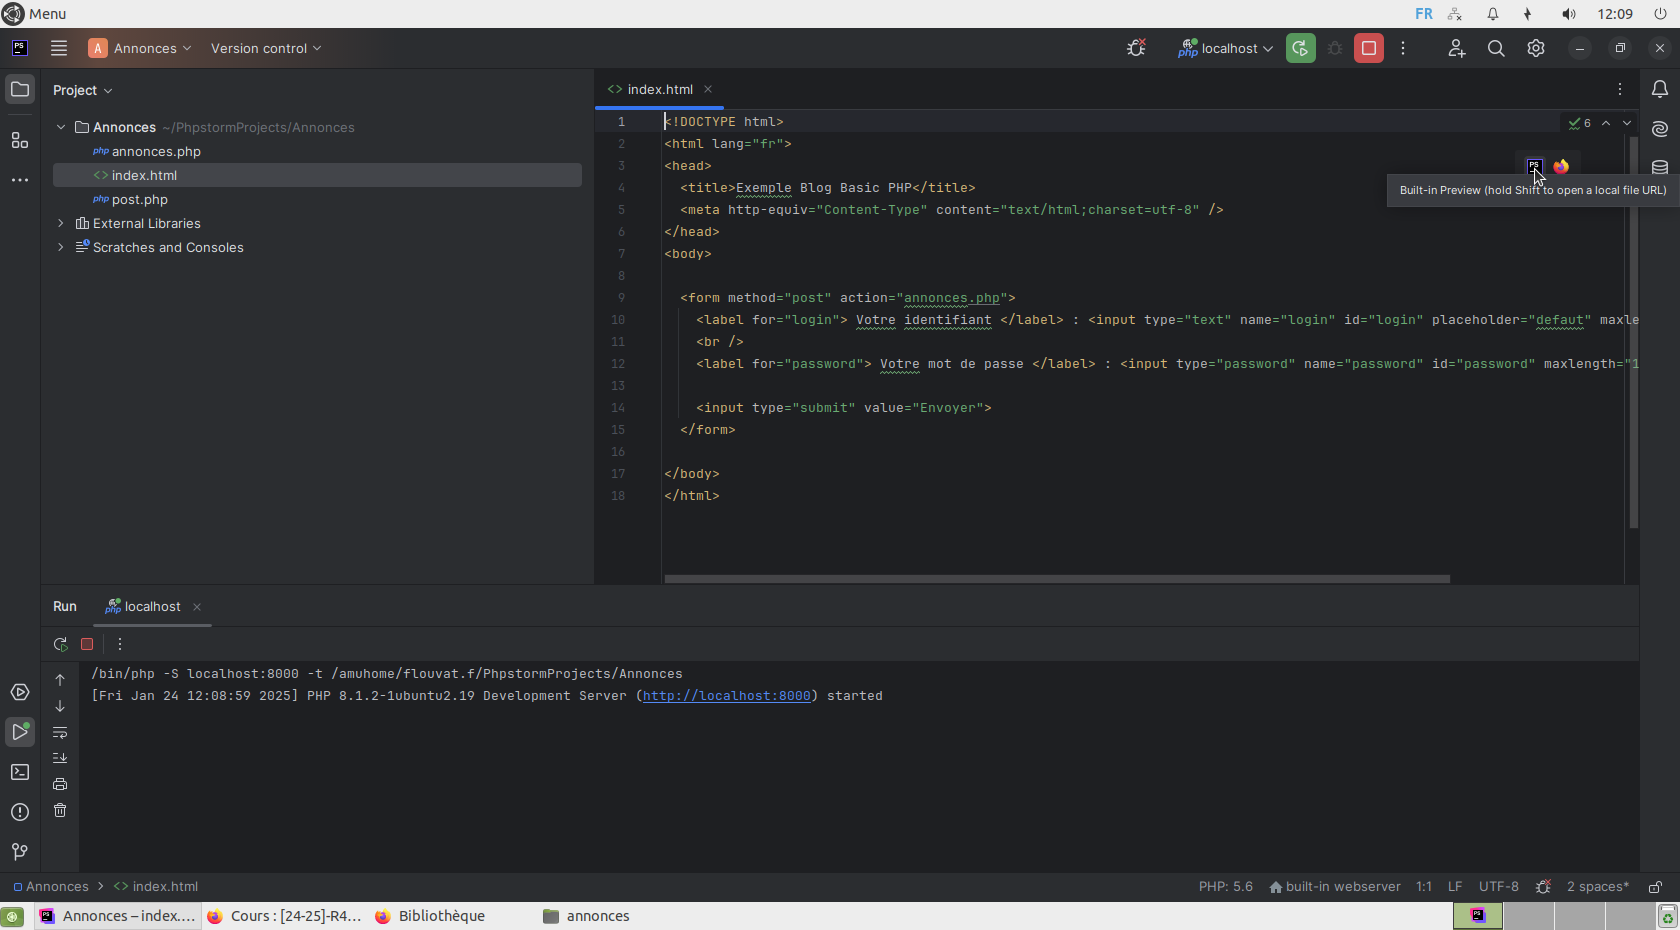 Menu
FR
12:09
PS
A Annonces
Version control
php localhost
Project
index.html
Annonces ~/PhpstormProjects/Annonces
php annonces.php
<> index.html
php post.php
External Libraries
Scratches and Consoles
6
1 <!DOCTYPE html>
2 <html lang="fr">
3 <head>
4 <title>Exemple Blog Basic PHP</title>
5 <meta http-equiv="Content-Type" content="text/html;charset=utf-8" />
6 </head>
7 <body>
8
9 <form method="post" action="annonces.php">
10 <label for="login"> Votre identifiant </label> : <input type="text" name="login" id="login" placeholder="defaut" maxle
11 <br />
12 <label for="password"> Votre mot de passe </label> : <input type="password" name="password" id="password" maxlength="1
13
14 <input type="submit" value="Envoyer">
15 </form>
16
17 </body>
18 </html>
PS
Built-in Preview (hold Shift to open a local file URL)
Run
php localhost
/bin/php -S localhost:8000 -t /amuhome/flouvat.f/PhpstormProjects/Annonces
[Fri Jan 24 12:08:59 2025] PHP 8.1.2-1ubuntu2.19 Development Server (http://localhost:8000) started
Annonces > <> index.html
PHP: 5.6
built-in webserver
1:1
LF
UTF-8
2 spaces*
PS Annonces – index....
Cours : [24-25]-R4...
Bibliothèque
annonces
PS